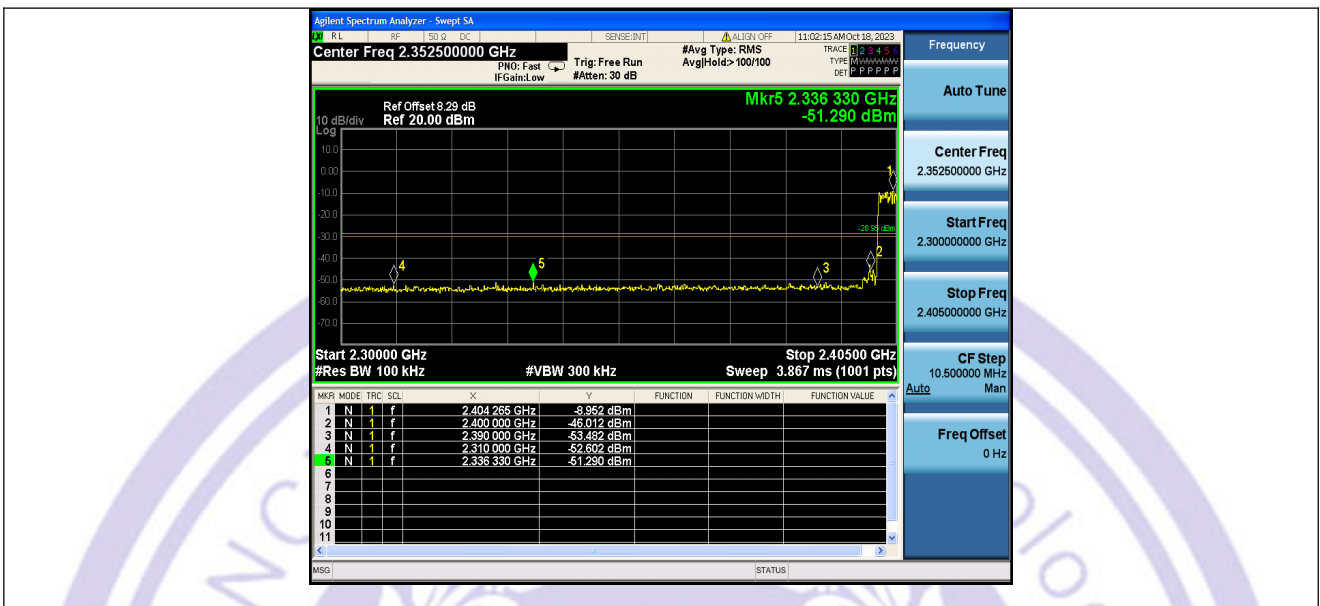 Agilent Spectrum Analyzer - Swept SA
LXI RL RF 50 Ω DC SENSE:INT ALIGN OFF 11:02:15 AM Oct 18, 2023
Center Freq 2.352500000 GHz
PNO: Fast
IFGain:Low
Trig: Free Run
#Atten: 30 dB
#Avg Type: RMS
Avg|Hold:>100/100
TRACE 1 2 3 4 5 6
TYPE M WWWWW
DET P P P P P P
Mkr5 2.336 330 GHz
-51.290 dBm
Ref Offset 8.29 dB
10 dB/div Ref 20.00 dBm
Log
10.0
0.00
-10.0
-20.0
-30.0
-40.0
-50.0
-60.0
-70.0
1
-28.95 dBm
2
3
4
5
Start 2.30000 GHz Stop 2.40500 GHz
#Res BW 100 kHz #VBW 300 kHz Sweep 3.867 ms (1001 pts)
MKR MODE TRC SCL X Y FUNCTION FUNCTION WIDTH FUNCTION VALUE
1 N 1 f 2.404 265 GHz -8.952 dBm
2 N 1 f 2.400 000 GHz -46.012 dBm
3 N 1 f 2.390 000 GHz -53.482 dBm
4 N 1 f 2.310 000 GHz -52.602 dBm
5 N 1 f 2.336 330 GHz -51.290 dBm
6
7
8
9
10
11
MSG STATUS
Frequency
Auto Tune
Center Freq
2.352500000 GHz
Start Freq
2.300000000 GHz
Stop Freq
2.405000000 GHz
CF Step
10.500000 MHz
Auto Man
Freq Offset
0 Hz